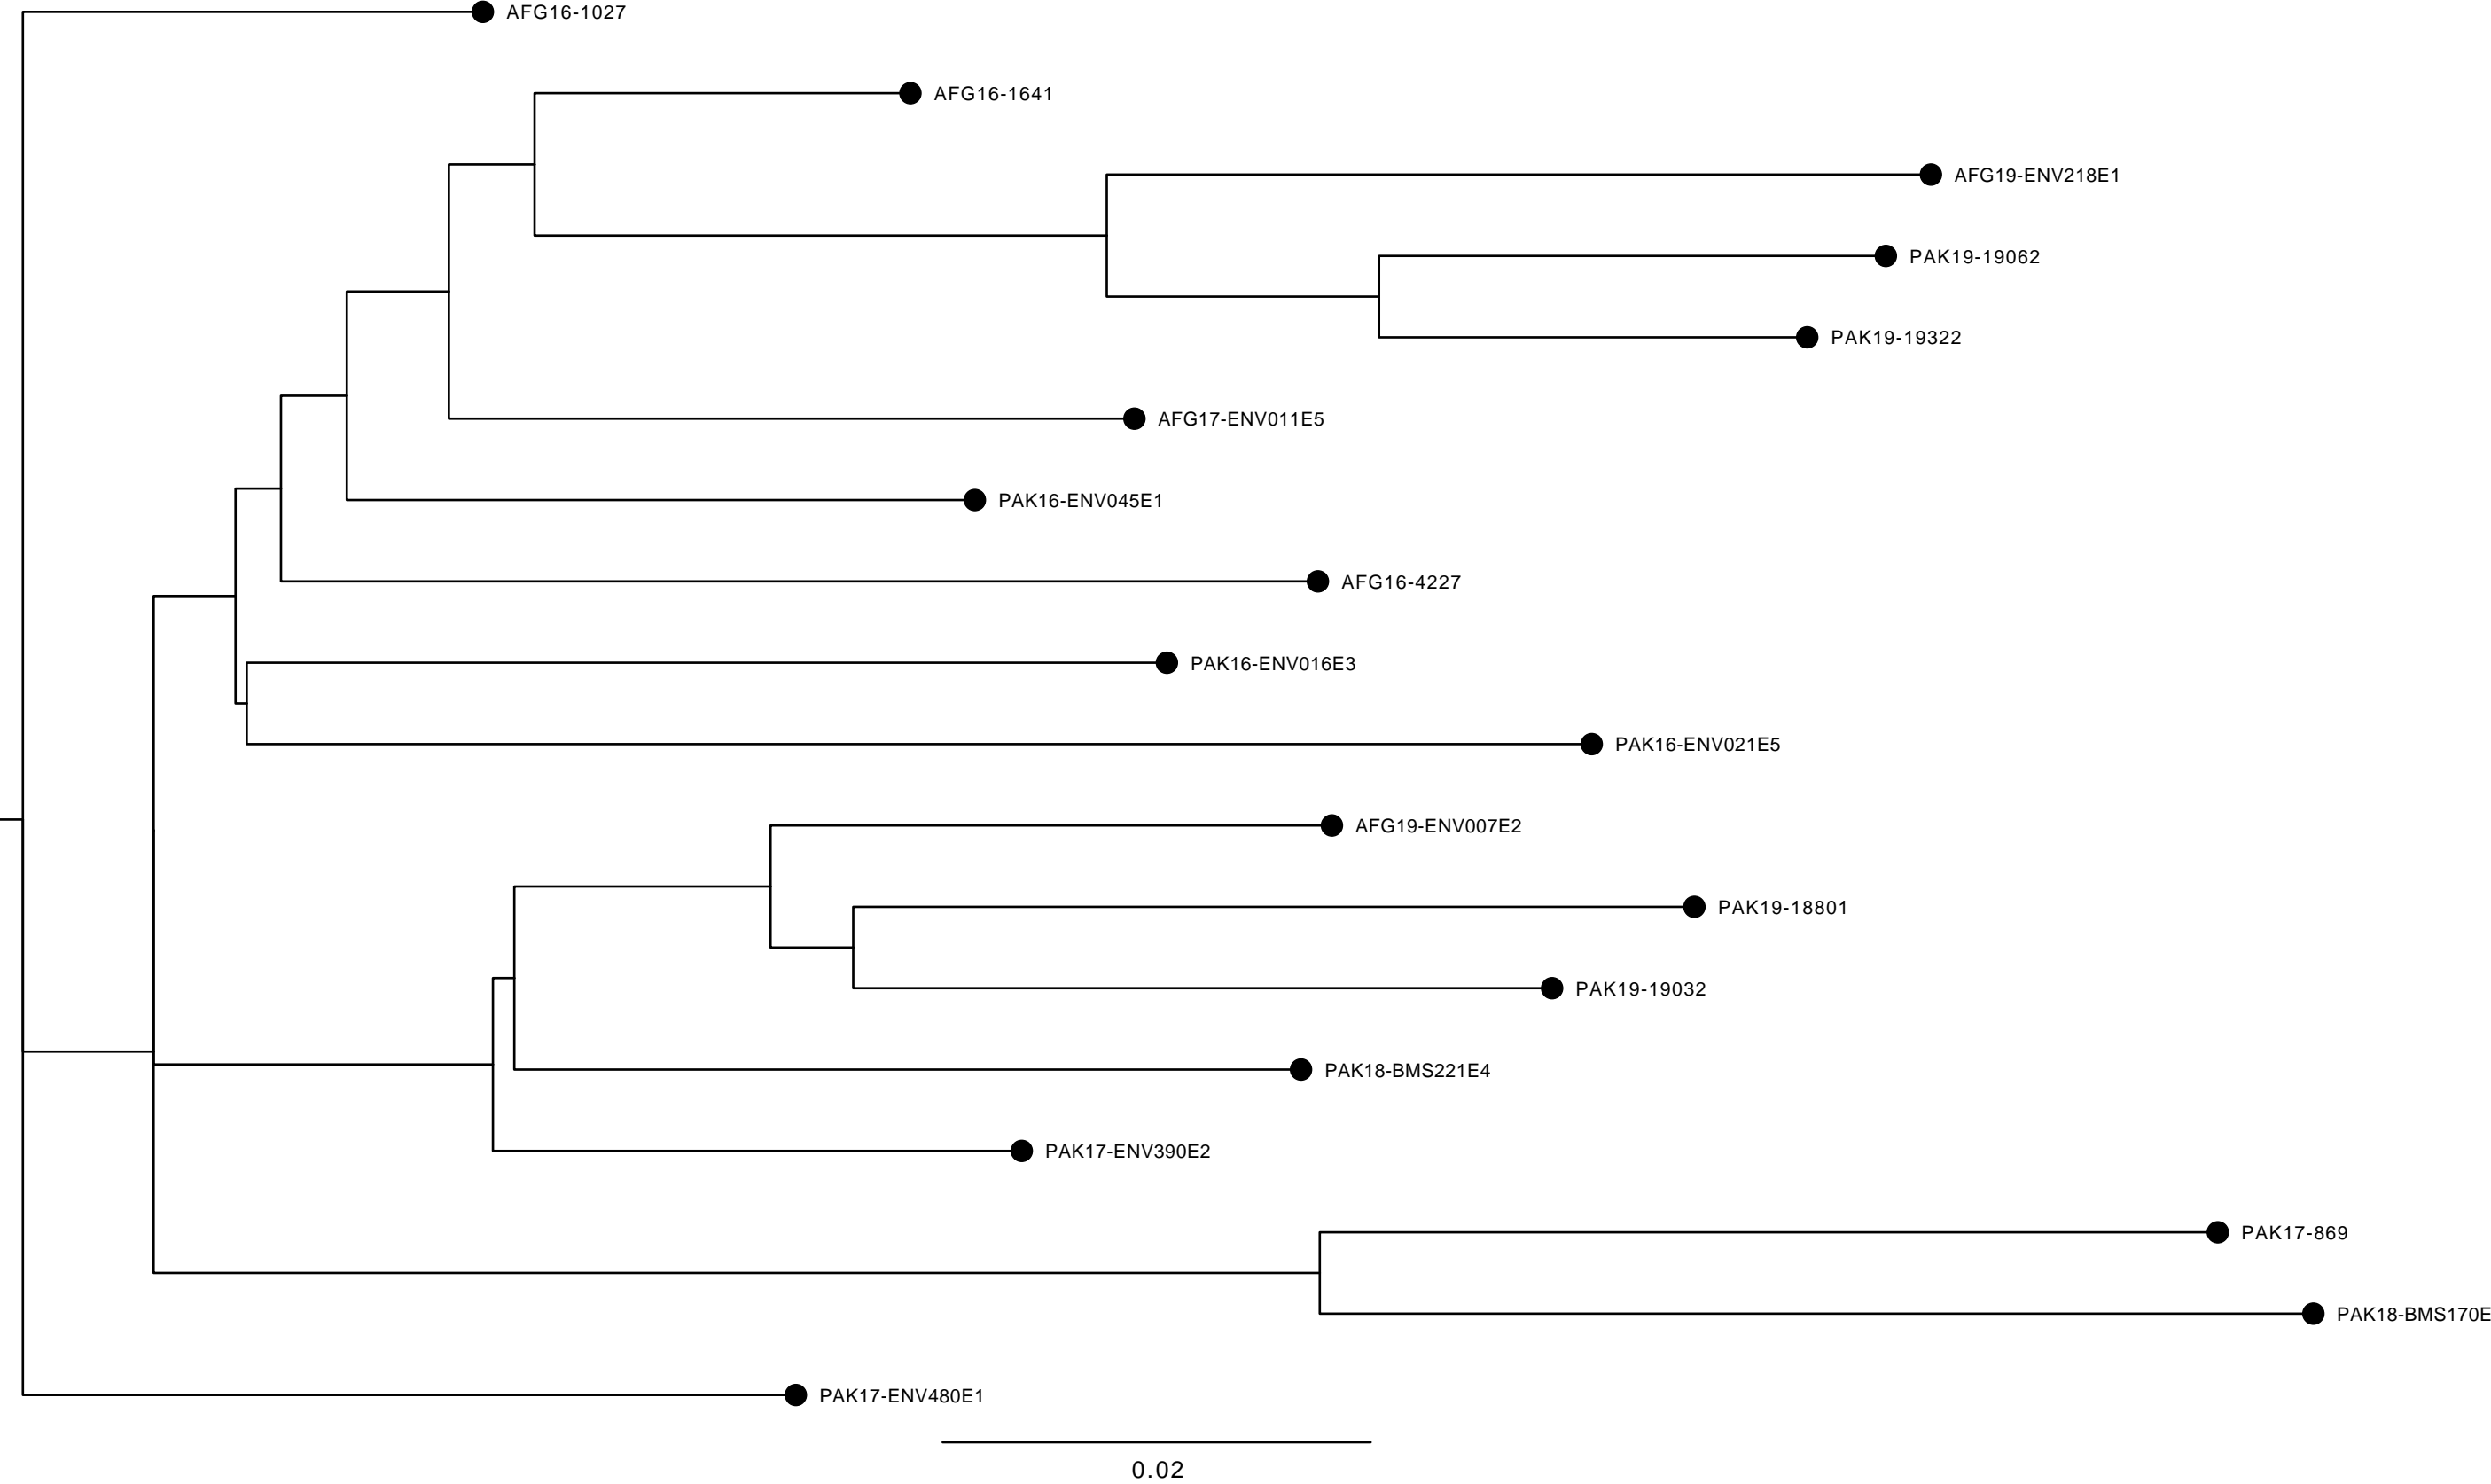 AFG16-1027
AFG16-1641
AFG19-ENV218E1
PAK19-19062
PAK19-19322
AFG17-ENV011E5
PAK16-ENV045E1
AFG16-4227
PAK16-ENV016E3
PAK16-ENV021E5
AFG19-ENV007E2
PAK19-18801
PAK19-19032
PAK18-BMS221E4
PAK17-ENV390E2
PAK17-869
PAK18-BMS170E
PAK17-ENV480E1
0.02